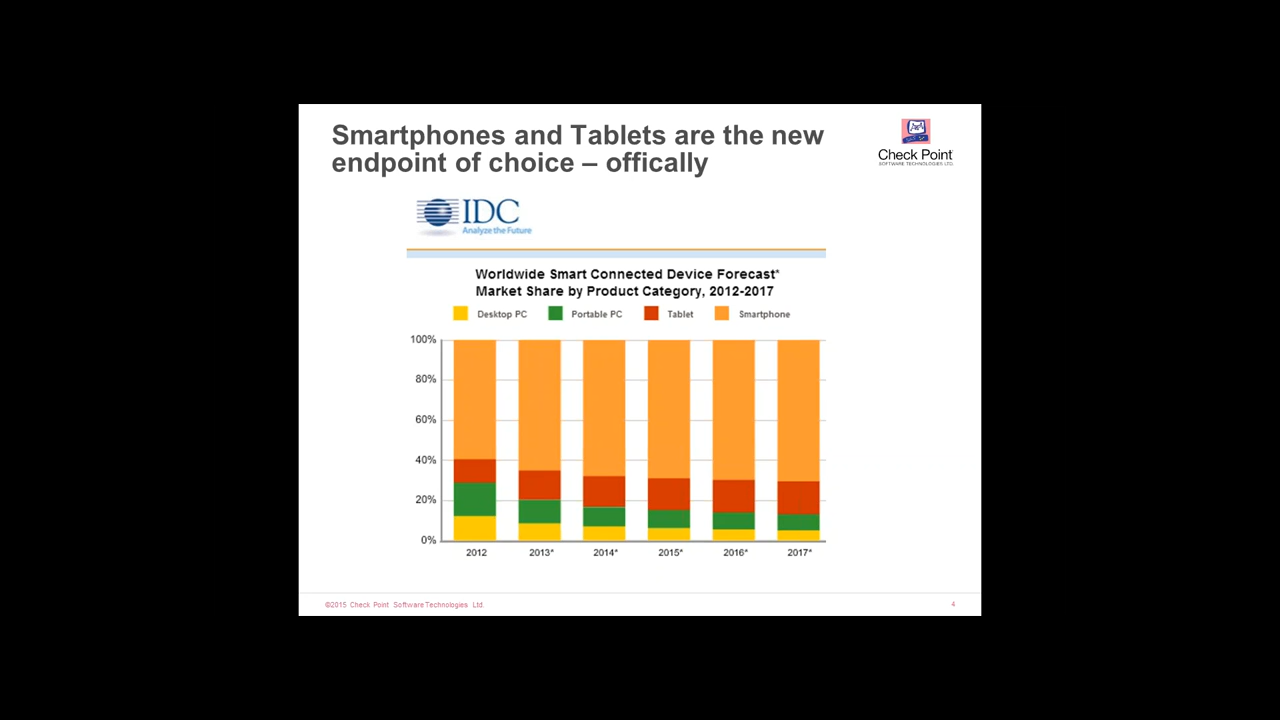 Smartphones and Tablets are the new
endpoint of choice – offically
Check Point
SOFTWARE TECHNOLOGIES LTD.
IDC
Analyze the Future
Worldwide Smart Connected Device Forecast*
Market Share by Product Category, 2012-2017
Desktop PC Portable PC Tablet Smartphone
100%
80%
60%
40%
20%
0%
2012 2013* 2014* 2015* 2016* 2017*
©2015 Check Point Software Technologies Ltd. 4